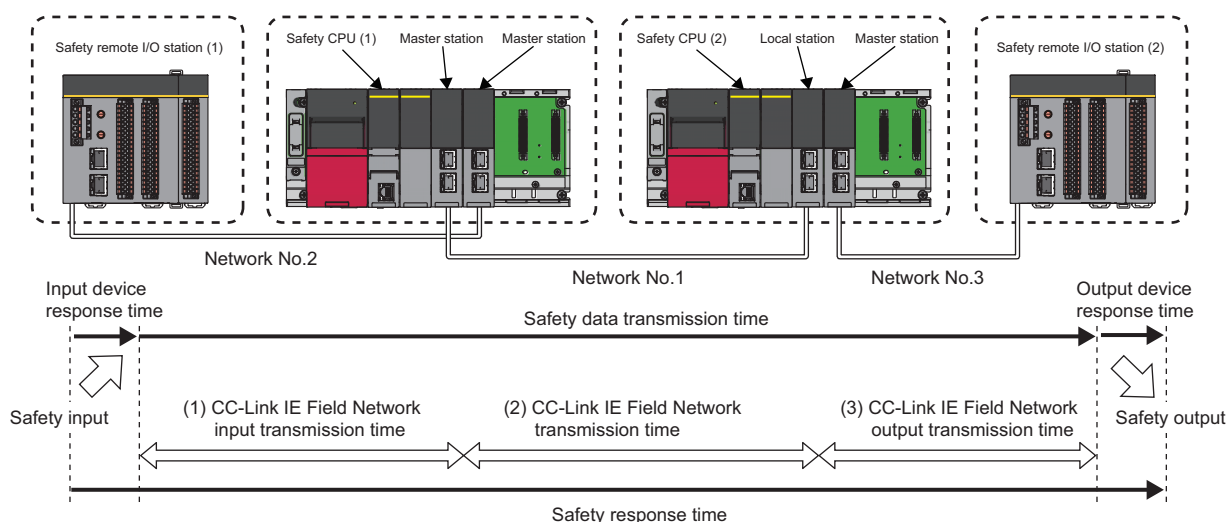 Safety remote I/O station (1)
Safety CPU (1)
Master station
Master station
Safety CPU (2)
Local station
Master station
Safety remote I/O station (2)
Network No.2
Network No.1
Network No.3
Input device
response time
Safety data transmission time
Output device
response time
Safety input
(1) CC-Link IE Field Network
input transmission time
(2) CC-Link IE Field Network
transmission time
(3) CC-Link IE Field Network
output transmission time
Safety output
Safety response time